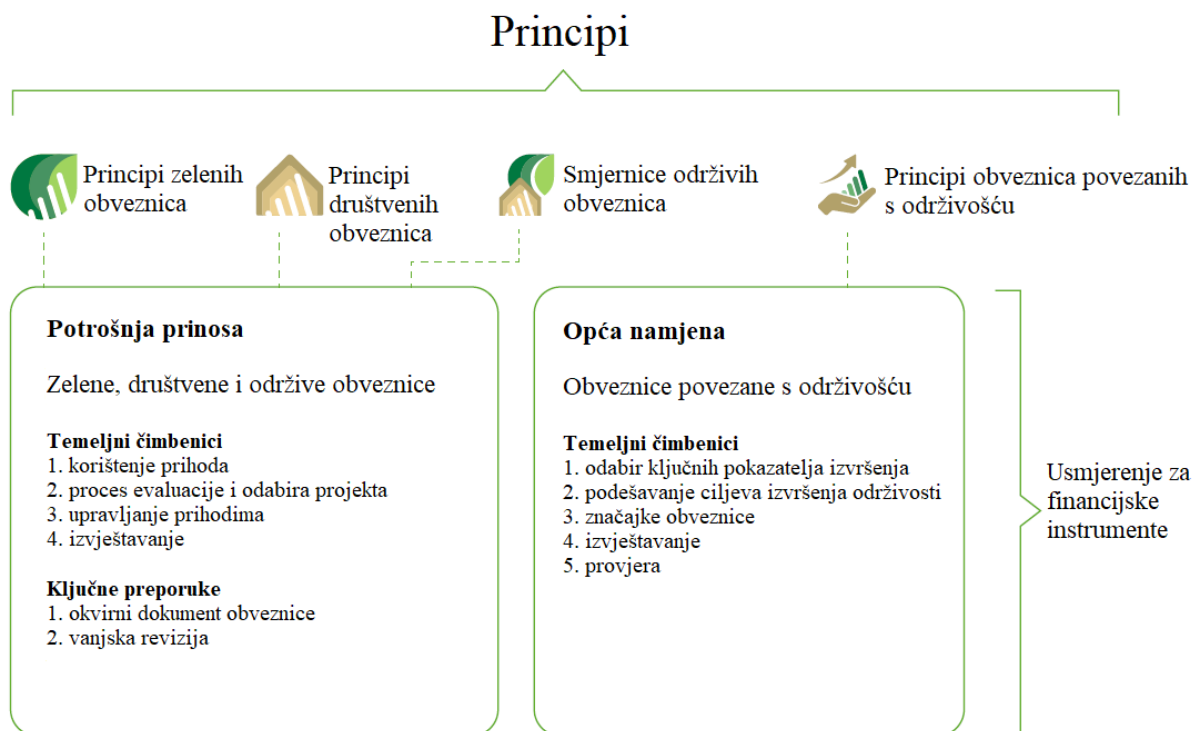 Principi
Principi zelenih
obveznica
Principi
društvenih
obveznica
Smjernice održivih
obveznica
Principi obveznica povezanih
s održivošću
Potrošnja prinosa
Zelene, društvene i održive obveznice
Temeljni čimbenici
1. korištenje prihoda
2. proces evaluacije i odabira projekta
3. upravljanje prihodima
4. izvještavanje
Ključne preporuke
1. okvirni dokument obveznice
2. vanjska revizija
Opća namjena
Obveznice povezane s održivošću
Temeljni čimbenici
1. odabir ključnih pokazatelja izvršenja
2. podešavanje ciljeva izvršenja održivosti
3. značajke obveznice
4. izvještavanje
5. provjera
Usmjerenje za
financijske
instrumente